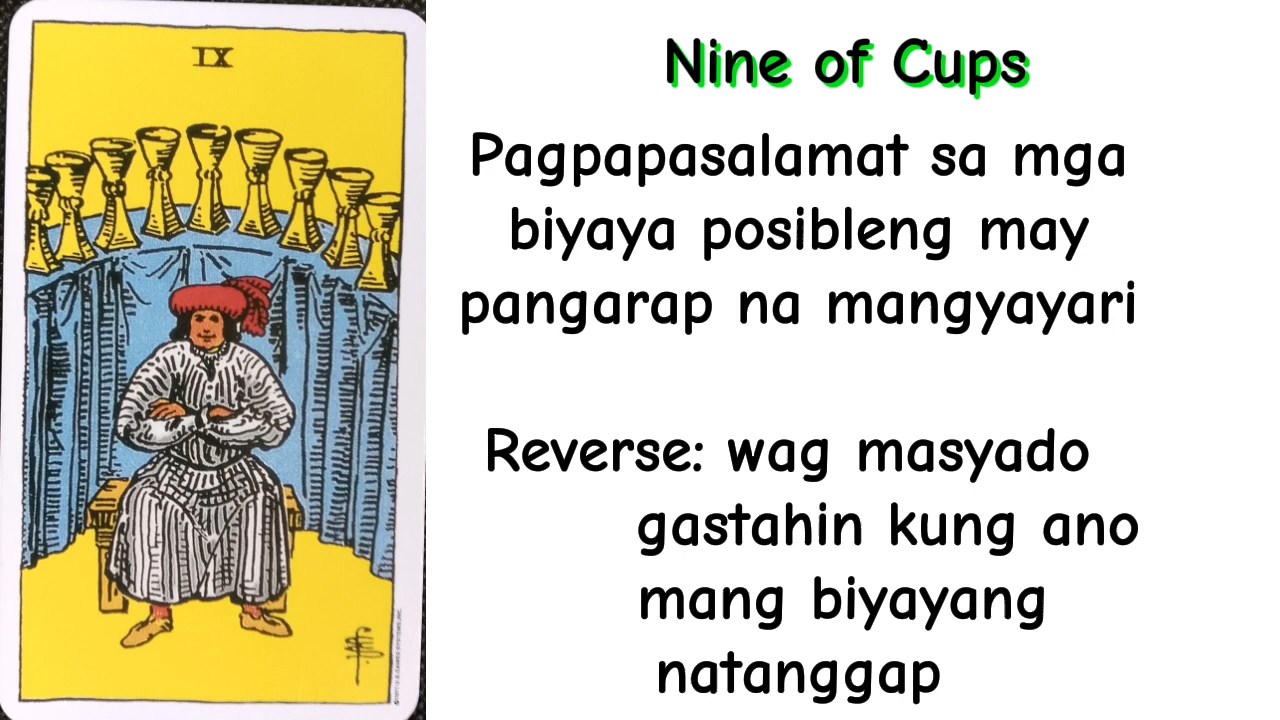 IX
Nine of Cups
Pagpapasalamat sa mga
biyaya posibleng may
pangarap na mangyayari
Reverse: wag masyado
gastahin kung ano
mang biyayang
natanggap